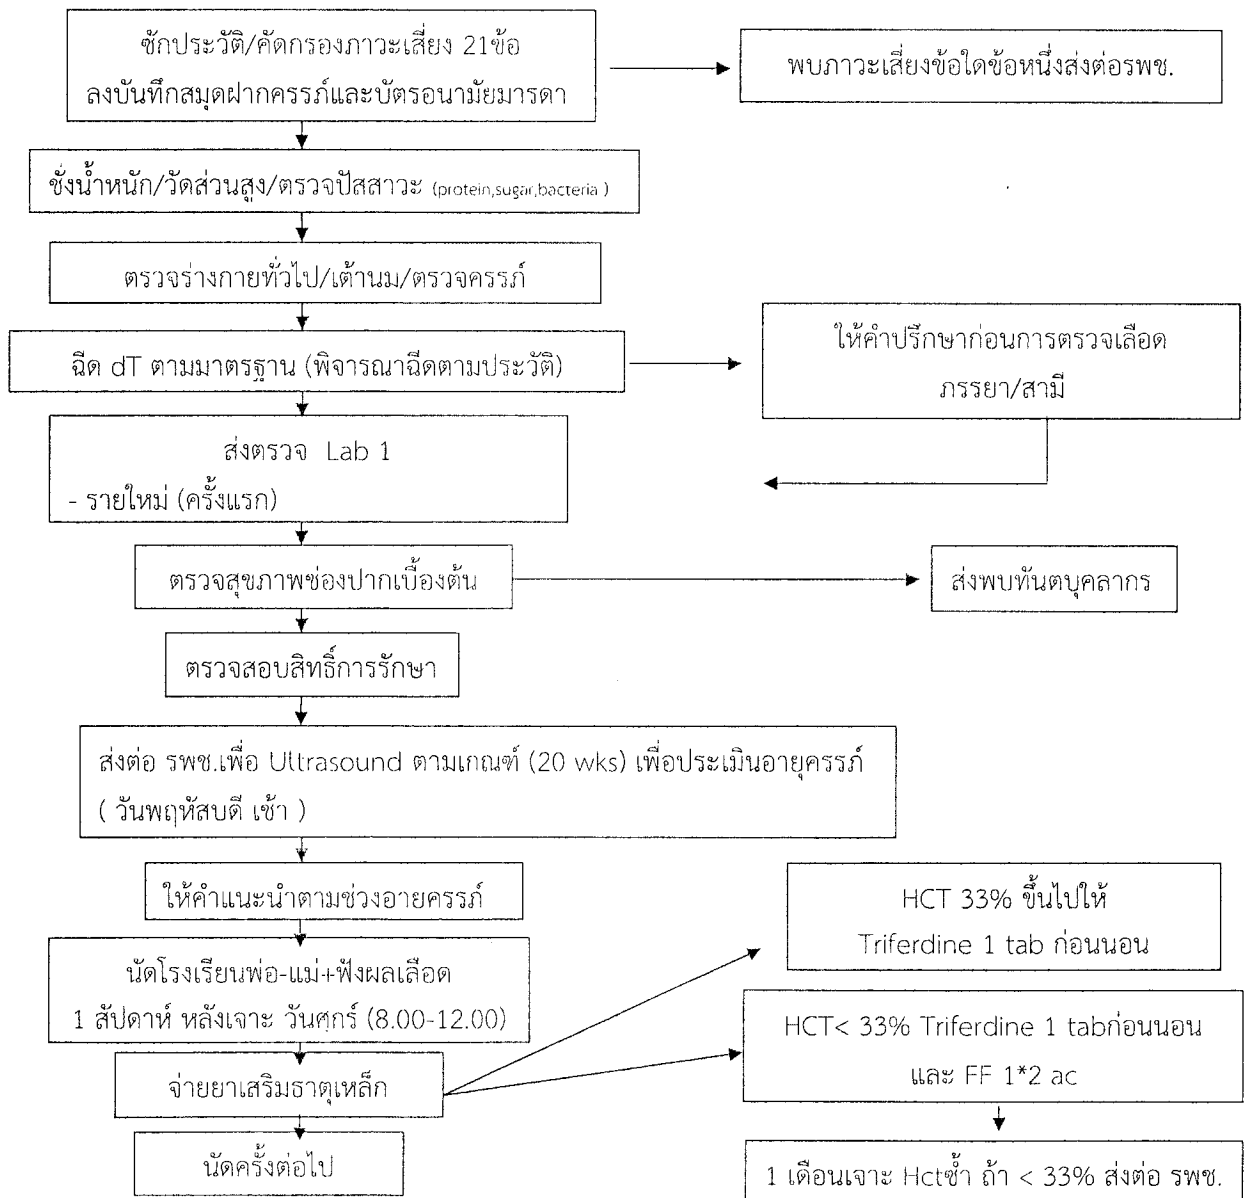 ซักประวัติ/คัดกรองภาวะเสี่ยง 21ข้อ
ลงบันทึกสมุดฝากครรภ์และบัตรอนามัยมารดา
พบภาวะเสี่ยงข้อใดข้อหนึ่งส่งต่อรพช.
ชั่งน้ำหนัก/วัดส่วนสูง/ตรวจปัสสาวะ (protein,sugar,bacteria )
ตรวจร่างกายทั่วไป/เต้านม/ตรวจครรภ์
ฉีด dT ตามมาตรฐาน (พิจารณาฉีดตามประวัติ)
ให้คำปรึกษาก่อนการตรวจเลือด
ภรรยา/สามี
ส่งตรวจ Lab 1
- รายใหม่ (ครั้งแรก)
ตรวจสุขภาพช่องปากเบื้องต้น
ส่งพบทันตบุคลากร
ตรวจสอบสิทธิ์การรักษา
ส่งต่อ รพช.เพื่อ Ultrasound ตามเกณฑ์ (20 wks) เพื่อประเมินอายุครรภ์
( วันพฤหัสบดี เช้า )
ให้คำแนะนำตามช่วงอายุครรภ์
นัดโรงเรียนพ่อ-แม่+ฟังผลเลือด
1 สัปดาห์ หลังเจาะ วันศุกร์ (8.00-12.00)
จ่ายยาเสริมธาตุเหล็ก
นัดครั้งต่อไป
HCT 33% ขึ้นไปให้
Triferdine 1 tab ก่อนนอน
HCT< 33% Triferdine 1 tabก่อนนอน
และ FF 1*2 ac
1 เดือนเจาะ Hctซ้ำ ถ้า < 33% ส่งต่อ รพช.